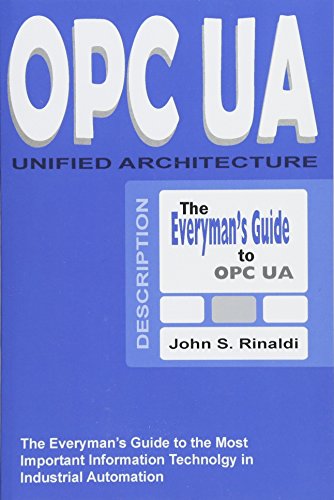 OPC UA
UNIFIED ARCHITECTURE
DESCRIPTION
The
Everyman's Guide
to
OPC UA
John S. Rinaldi
The Everyman's Guide to the Most
Important Information Technolgy in
Industrial Automation